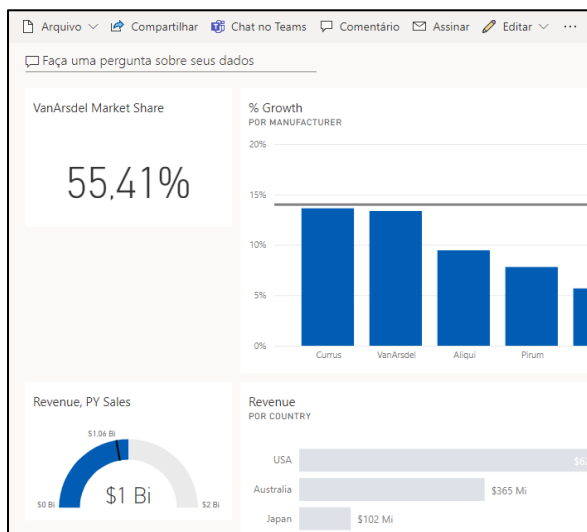 Arquivo Compartilhar Chat no Teams Comentário Assinar Editar ...
Faça uma pergunta sobre seus dados
VanArsdel Market Share
55,41%
% Growth
POR MANUFACTURER
20%
15%
10%
5%
0%
Currus VanArsdel Aliqui Pirum
Revenue, PY Sales
$1,06 Bi
$0 Bi
$1 Bi
$2 Bi
Revenue
POR COUNTRY
USA
Australia $365 Mi
Japan $102 Mi